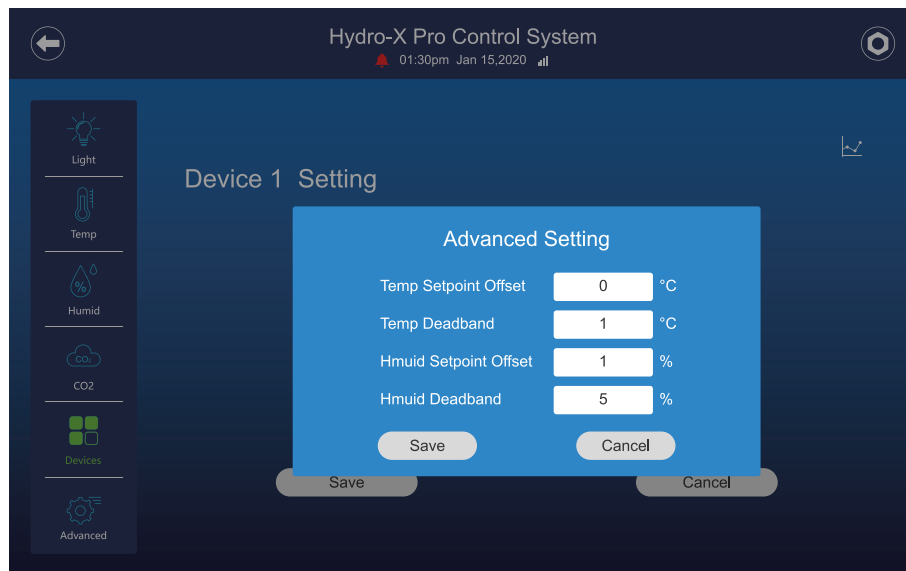 Hydro-X Pro Control System
01:30pm Jan 15,2020
Light
Temp
%
Humid
CO₂
CO2
Devices
Advanced
Device 1 Setting
Advanced Setting
Temp Setpoint Offset 0 °C
Temp Deadband 1 °C
Hmuid Setpoint Offset 1 %
Hmuid Deadband 5 %
Save Cancel
Save Cancel